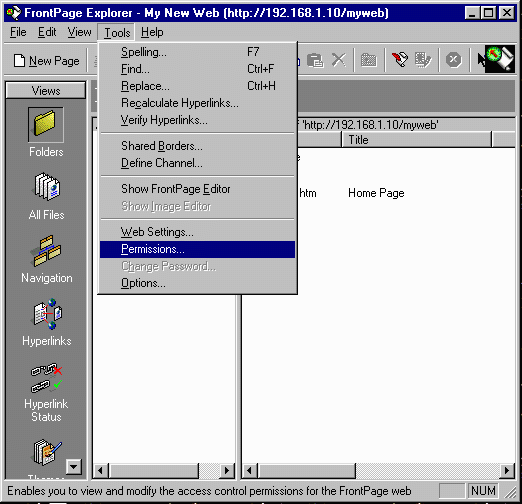 FrontPage Explorer - My New Web (http://192.168.1.10/myweb)
File Edit View Tools Help
New Page
Views
Folders
All Files
Navigation
Hyperlinks
Hyperlink
Status
Spelling... F7
Find... Ctrl+F
Replace... Ctrl+H
Recalculate Hyperlinks...
Verify Hyperlinks...
Shared Borders...
Define Channel...
Show FrontPage Editor
Show Image Editor
Web Settings...
Permissions...
Change Password...
Options...
'http://192.168.1.10/myweb'
Title
htm Home Page
Enables you to view and modify the access control permissions for the FrontPage web NUM